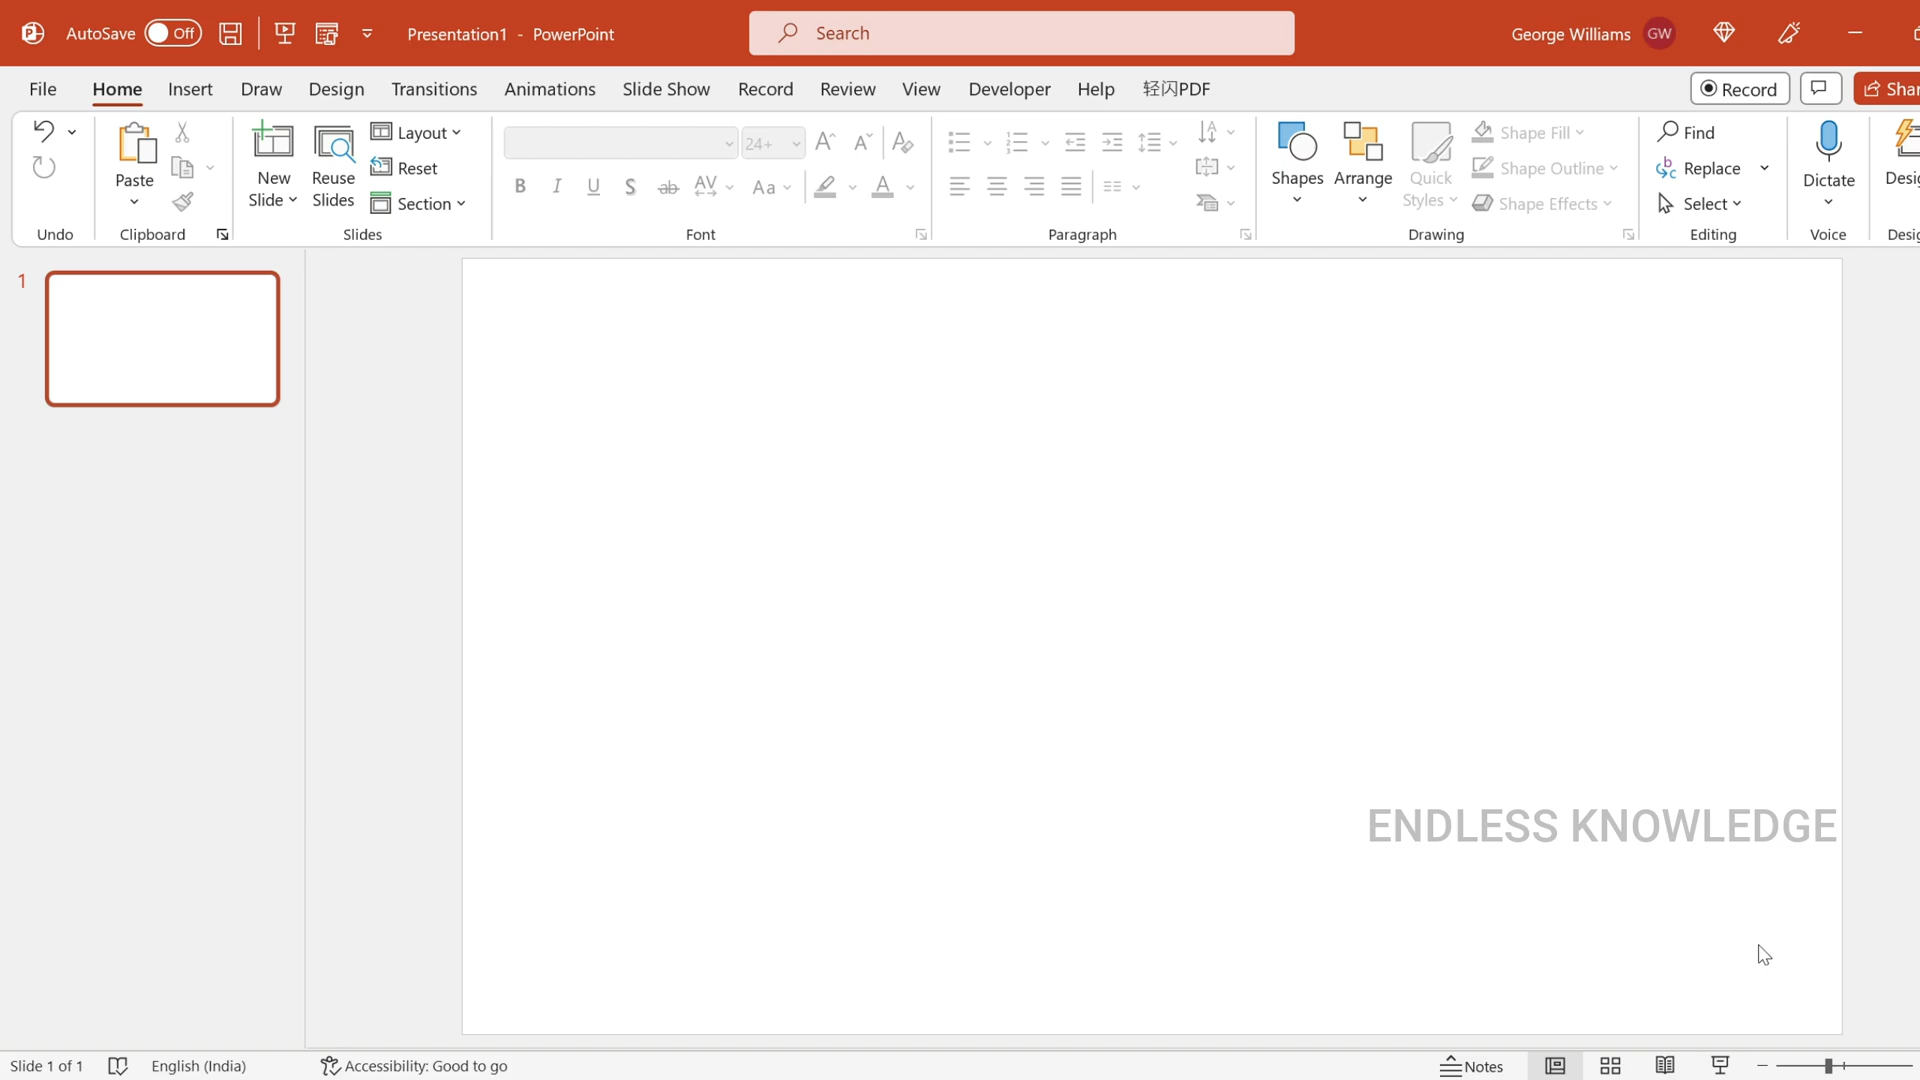 AutoSave Off Presentation1 - PowerPoint Search George Williams GW
File Home Insert Draw Design Transitions Animations Slide Show Record Review View Developer Help 轻闪PDF Record
Paste
New
Slide
Reuse
Slides
Layout
Reset
Section
24+
Shapes
Arrange
Quick
Styles
Shape Fill
Shape Outline
Shape Effects
Find
Replace
Select
Dictate
Undo Clipboard Slides Font Paragraph Drawing Editing Voice
1
ENDLESS KNOWLEDGE
Slide 1 of 1 English (India) Accessibility: Good to go Notes